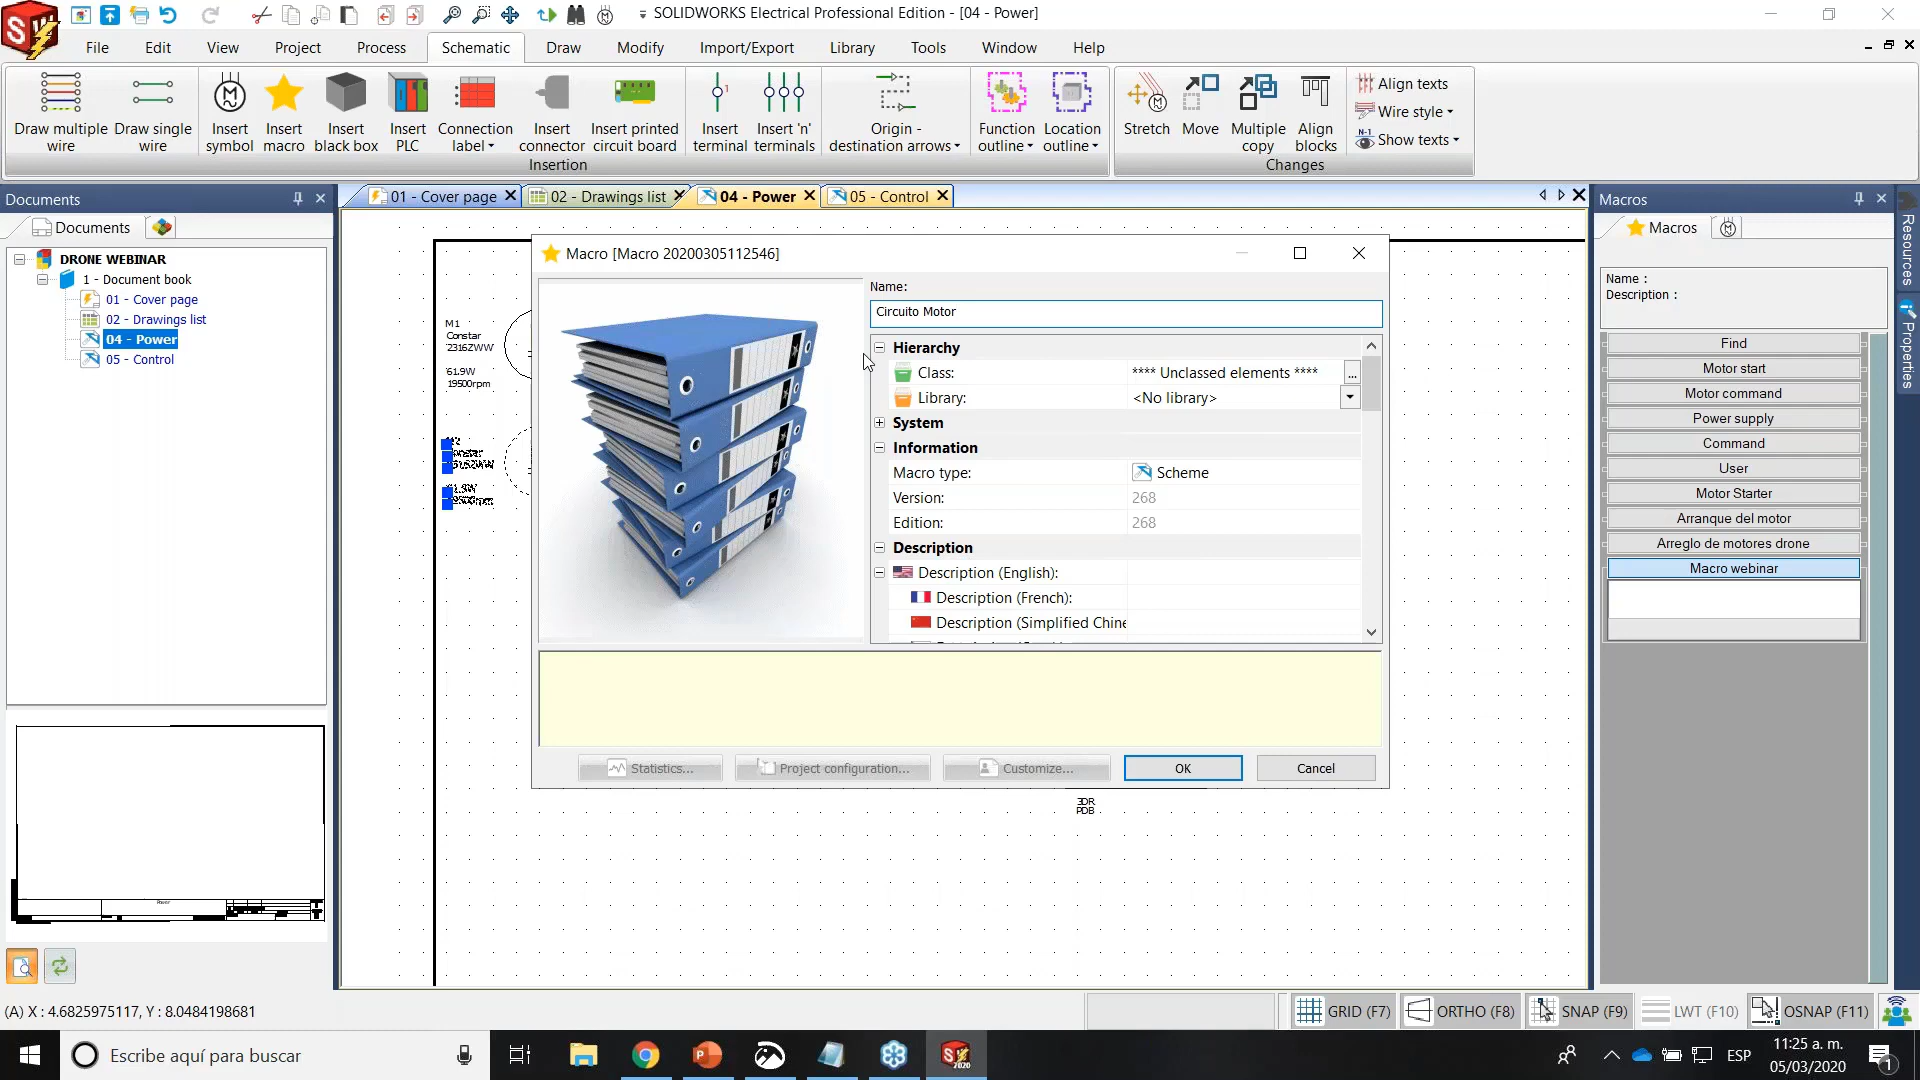 SOLIDWORKS Electrical Professional Edition - [04 - Power]
File Edit View Project Process Schematic Draw Modify Import/Export Library Tools Window Help
Draw multiple wire
Draw single wire
Insert symbol
Insert macro
Insert black box
Insert PLC
Connection label
Insert connector
Insert printed circuit board
Insert terminal
Insert 'n' terminals
Origin - destination arrows
Function outline
Location outline
Stretch
Move
Multiple copy
Align blocks
Align texts
Wire style
Show texts
Insertion
Changes
Documents
Documents
DRONE WEBINAR
1 - Document book
01 - Cover page
02 - Drawings list
04 - Power
05 - Control
01 - Cover page
02 - Drawings list
04 - Power
05 - Control
M1
Constar
2316ZWW
61.9W
19500rpm
Macro [Macro 20200305112546]
Name:
Circuito Motor
Hierarchy
Class: **** Unclassed elements **** ...
Library: <No library>
System
Information
Macro type: Scheme
Version: 268
Edition: 268
Description
Description (English):
Description (French):
Description (Simplified Chine
Statistics...
Project configuration...
Customize...
OK
Cancel
3DR
PDB
Macros
Macros
Name :
Description :
Find
Motor start
Motor command
Power supply
Command
User
Motor Starter
Arranque del motor
Arreglo de motores drone
Macro webinar
Resources
Properties
(A) X : 4.6825975117, Y : 8.0484198681
GRID (F7)
ORTHO (F8)
SNAP (F9)
LWT (F10)
OSNAP (F11)
Escribe aquí para buscar
ESP
11:25 a. m.
05/03/2020
1